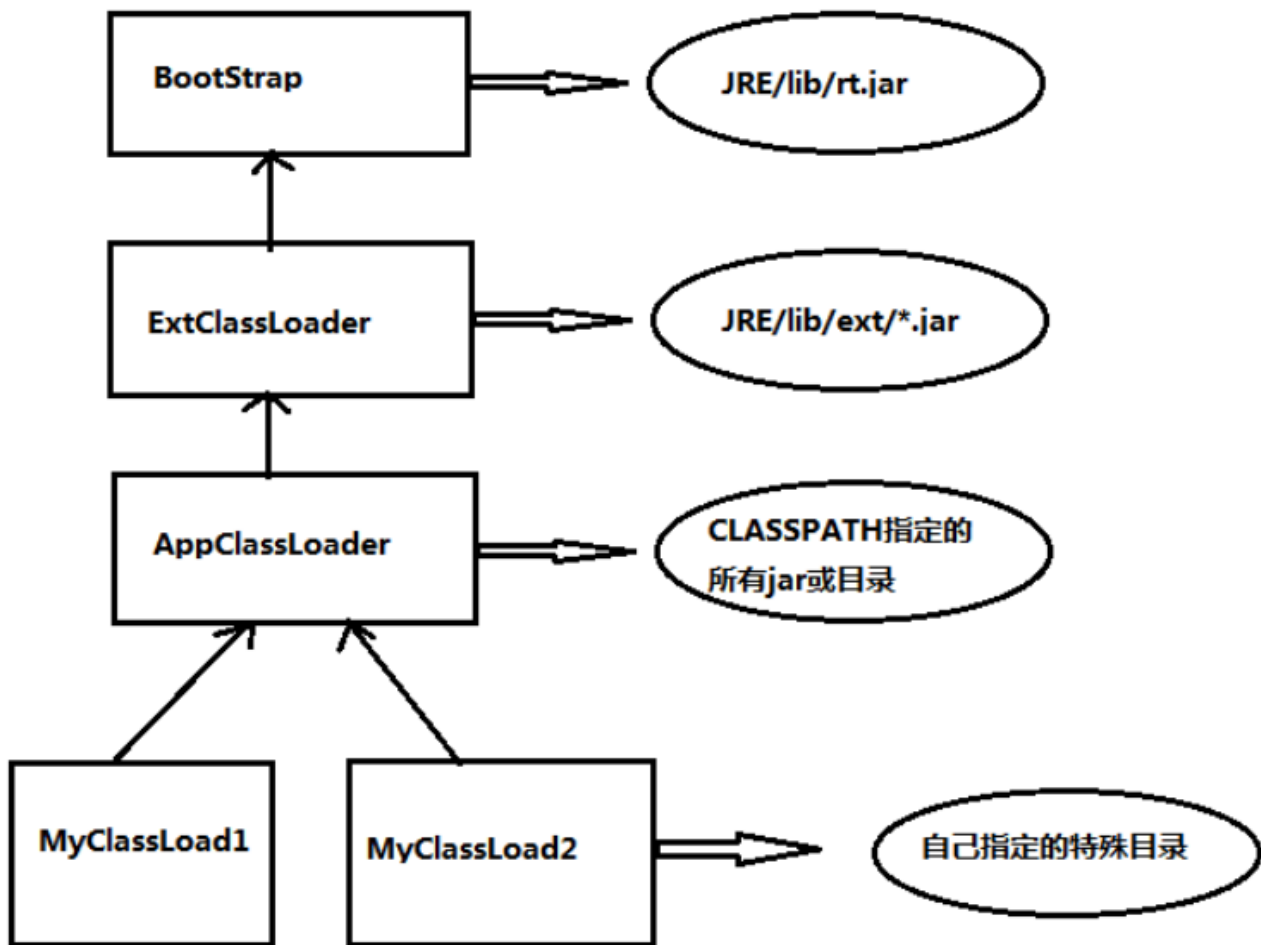 BootStrap
JRE/lib/rt.jar
ExtClassLoader
JRE/lib/ext/*.jar
AppClassLoader
CLASSPATH指定的
所有jar或目录
MyClassLoad1
MyClassLoad2
自己指定的特殊目录